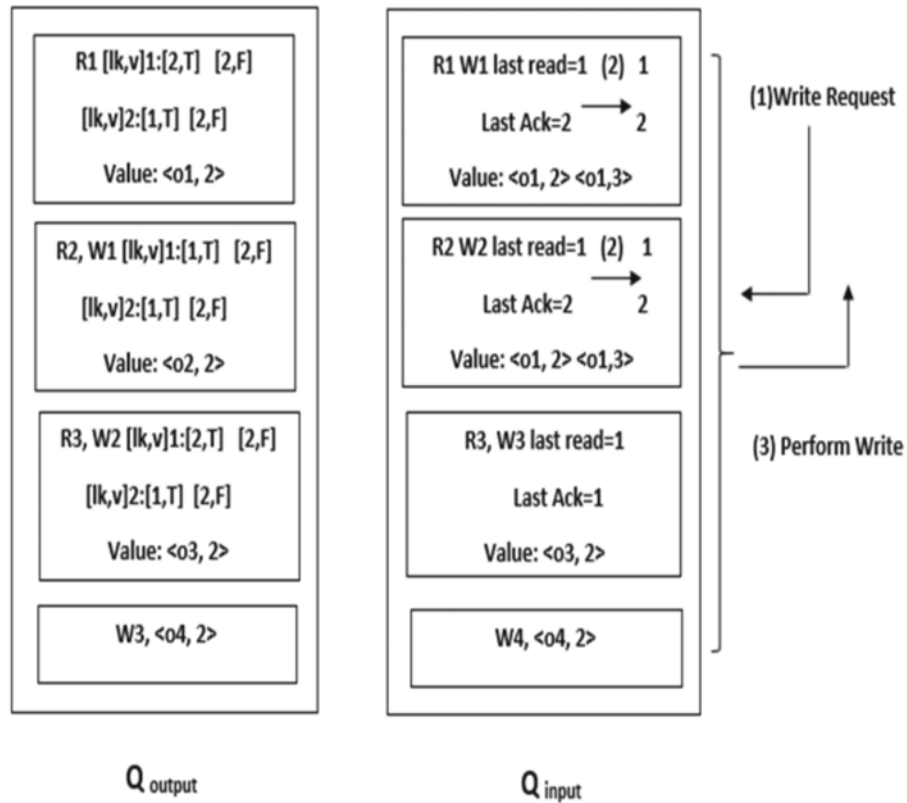 R1 [lk,v]1:[2,T] [2,F]
[lk,v]2:[1,T] [2,F]
Value: <o1, 2>
R2, W1 [lk,v]1:[1,T] [2,F]
[lk,v]2:[1,T] [2,F]
Value: <o2, 2>
R3, W2 [lk,v]1:[2,T] [2,F]
[lk,v]2:[1,T] [2,F]
Value: <o3, 2>
W3, <o4, 2>
Q output
R1 W1 last read=1 (2) 1
Last Ack=2 2
Value: <o1, 2> <o1,3>
R2 W2 last read=1 (2) 1
Last Ack=2 2
Value: <o1, 2> <o1,3>
R3, W3 last read=1
Last Ack=1
Value: <o3, 2>
W4, <o4, 2>
Q input
(1)Write Request
(3) Perform Write